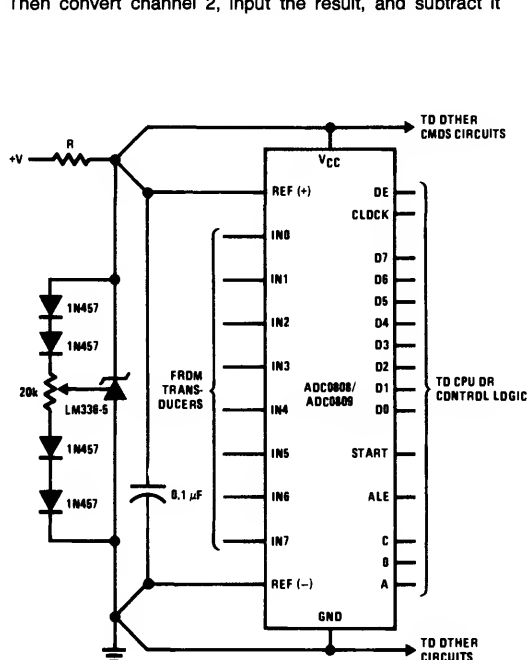 Then convert channel 2, input the result, and subtract it
TO OTHER
CMOS CIRCUITS
R
+V
VCC
REF (+)
OE
CLOCK
IN0
IN1
IN2
IN3
IN4
IN5
IN6
IN7
D7
D6
D5
D4
D3
D2
D1
D0
1N457
1N457
20k
LM336-5
1N457
1N457
FROM
TRANS-
DUCERS
ADC0808/
ADC0809
TO CPU OR
CONTROL LOGIC
START
0.1 µF
ALE
C
B
A
REF (−)
GND
TO OTHER
CIRCUITS